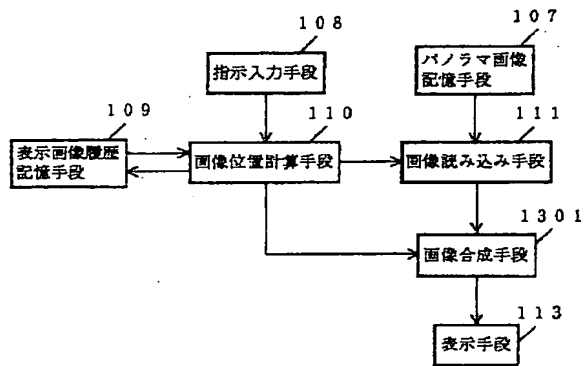 108
107
指示入力手段
パノラマ画像
記憶手段
109
110
111
表示画像履歴
記憶手段
画像位置計算手段
画像読み込み手段
1301
画像合成手段
113
表示手段